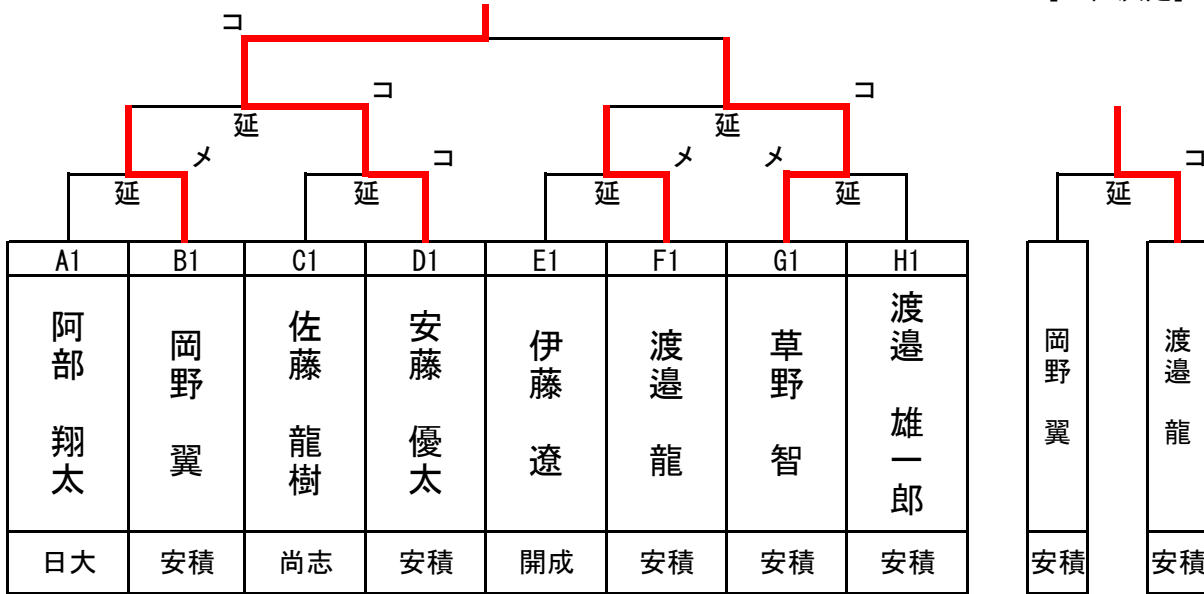 コ
コ
コ
延
延
メ
コ
メ
メ
コ
延
延
延
延
延
A1 B1 C1 D1 E1 F1 G1 H1
阿部 翔太
岡野 翼
佐藤 龍樹
安藤 優太
伊藤 遼
渡邉 龍
草野 智
渡邉 雄一郎
岡野 翼
渡邉 龍
日大 安積 尚志 安積 開成 安積 安積 安積 安積 安積